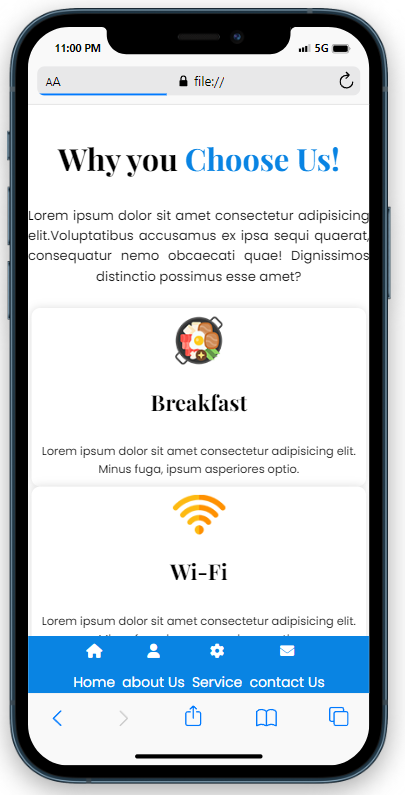 11:00 PM
5G
AA
file://
Why you Choose Us!
Lorem ipsum dolor sit amet consectetur adipisicing
elit.Voluptatibus accusamus ex ipsa sequi quaerat,
consequatur nemo obcaecati quae! Dignissimos
distinctio possimus esse amet?
Breakfast
Lorem ipsum dolor sit amet consectetur adipisicing elit.
Minus fuga, ipsum asperiores optio.
Wi-Fi
Lorem ipsum dolor sit amet consectetur adipisicing elit.
Home about Us Service contact Us